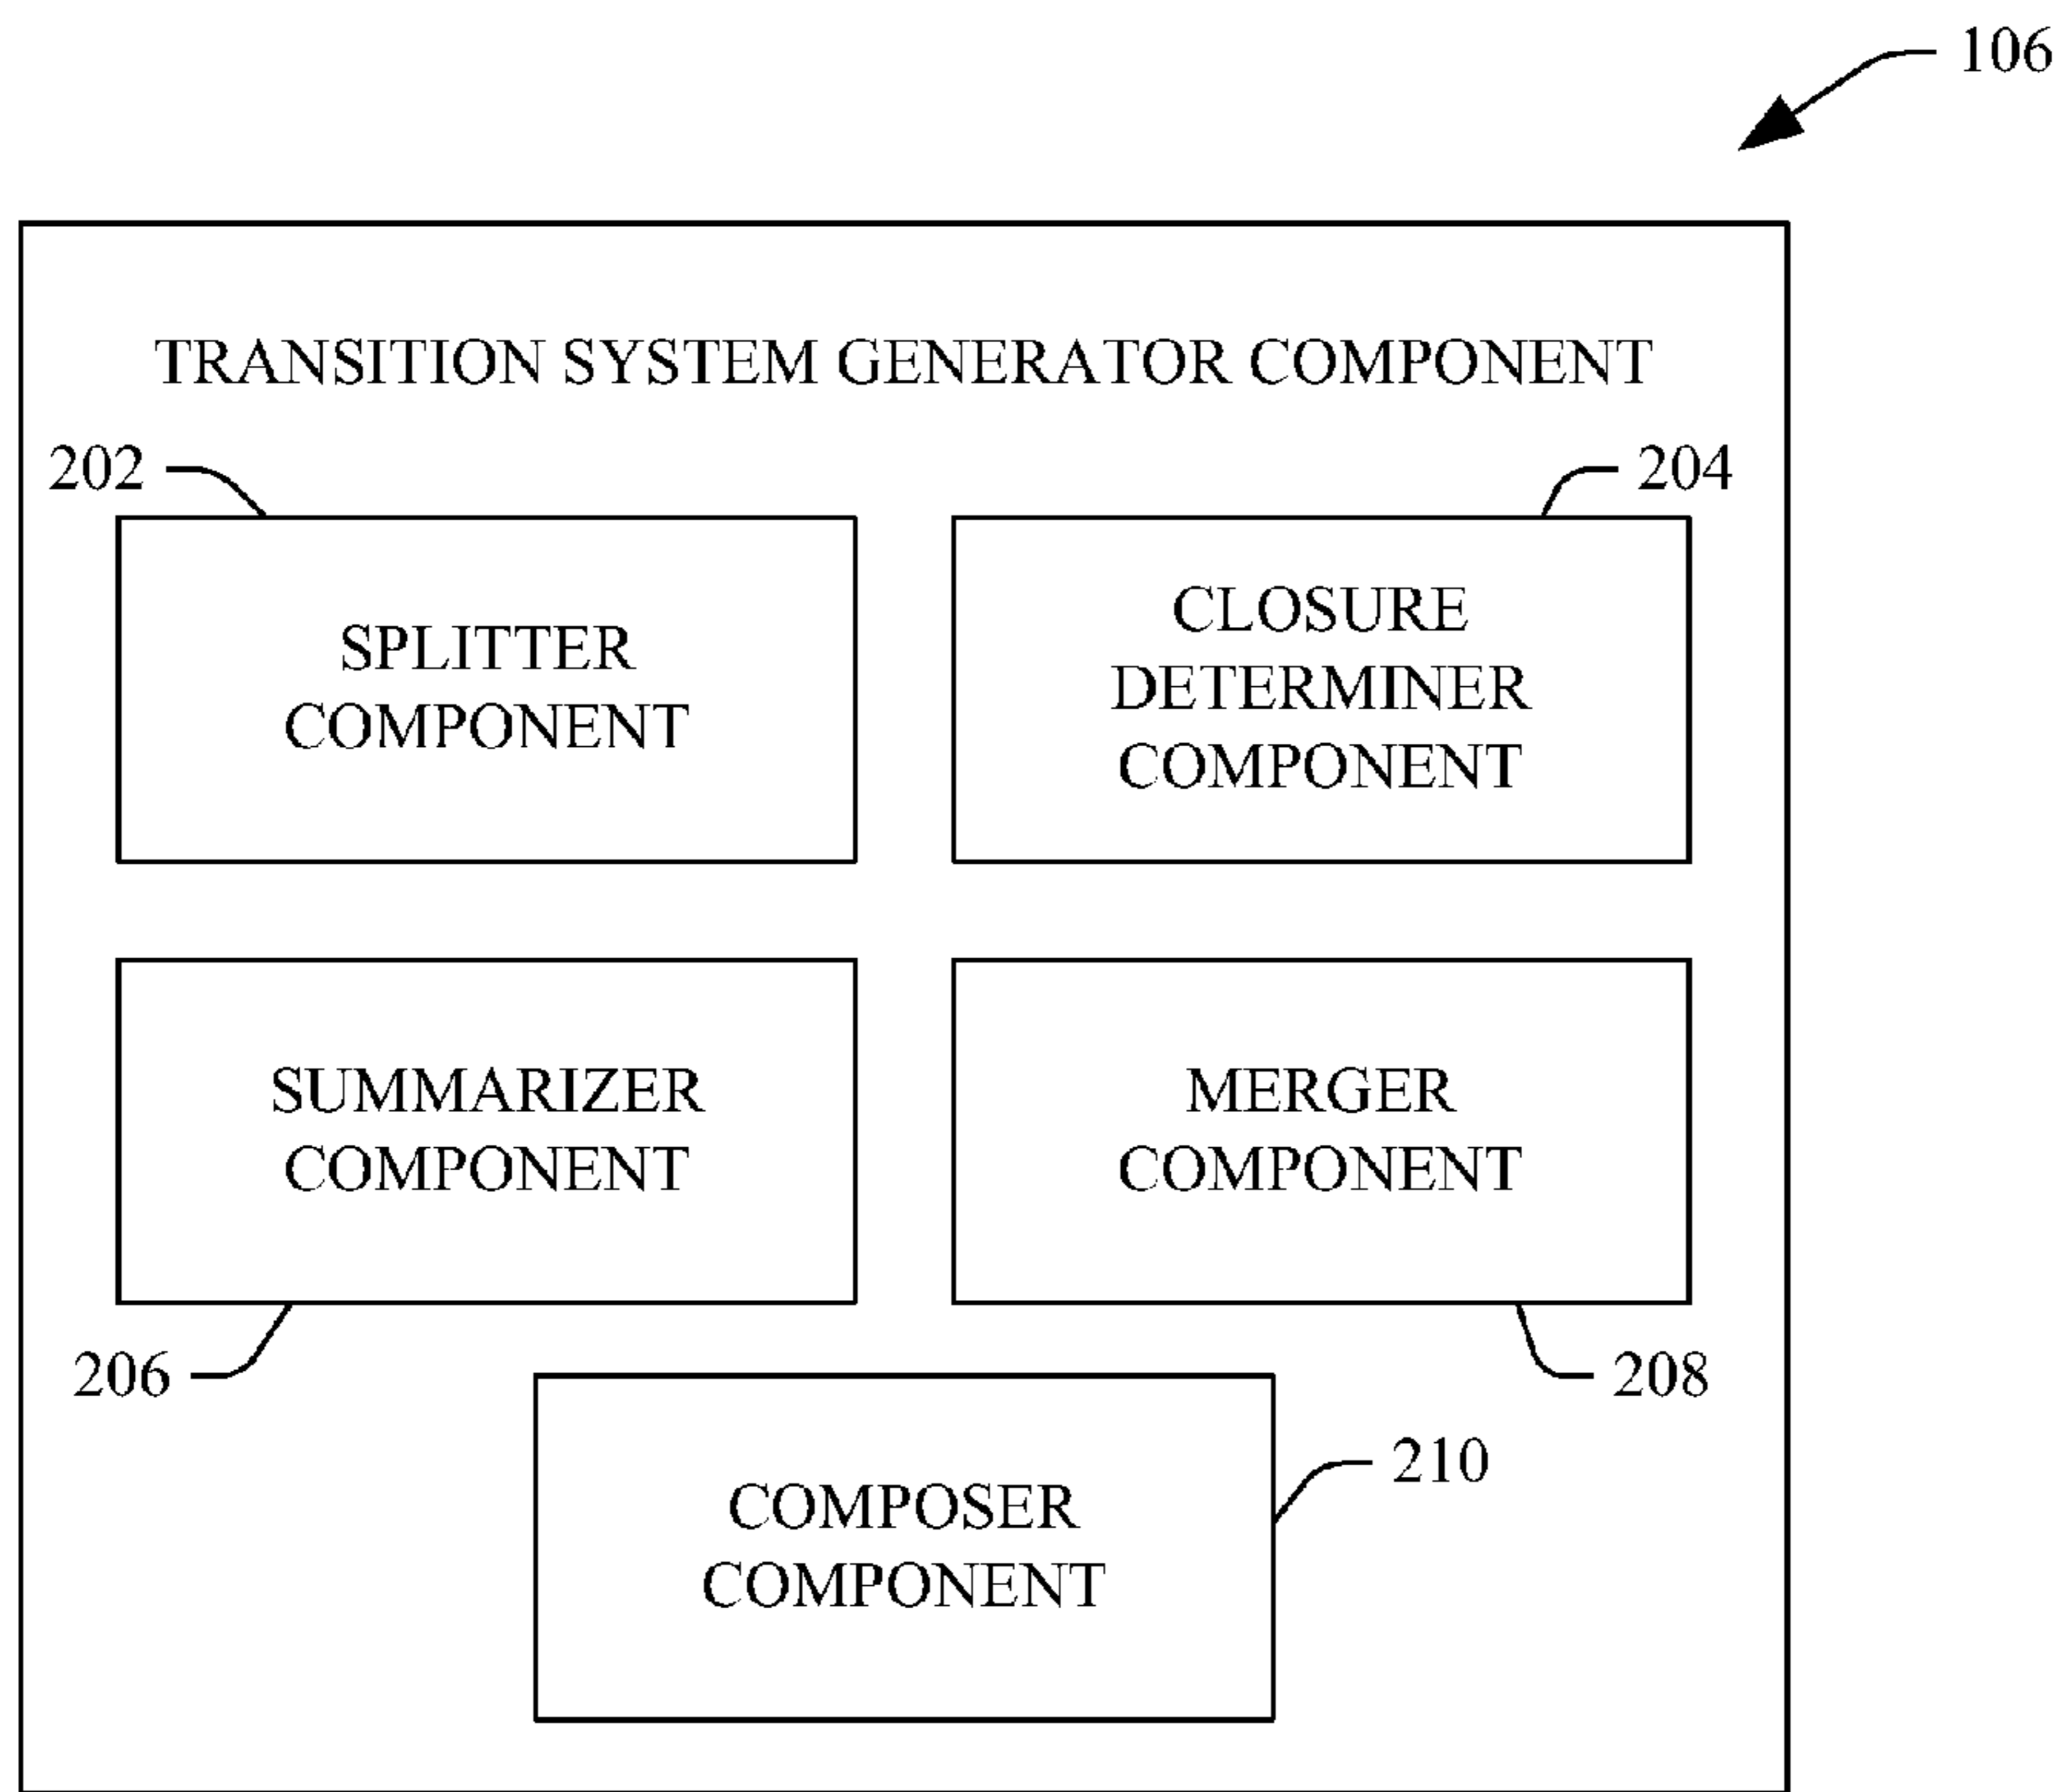 106
TRANSITION SYSTEM GENERATOR COMPONENT
202
204
SPLITTER
COMPONENT
CLOSURE
DETERMINER
COMPONENT
SUMMARIZER
COMPONENT
MERGER
COMPONENT
206
208
COMPOSER
COMPONENT
210